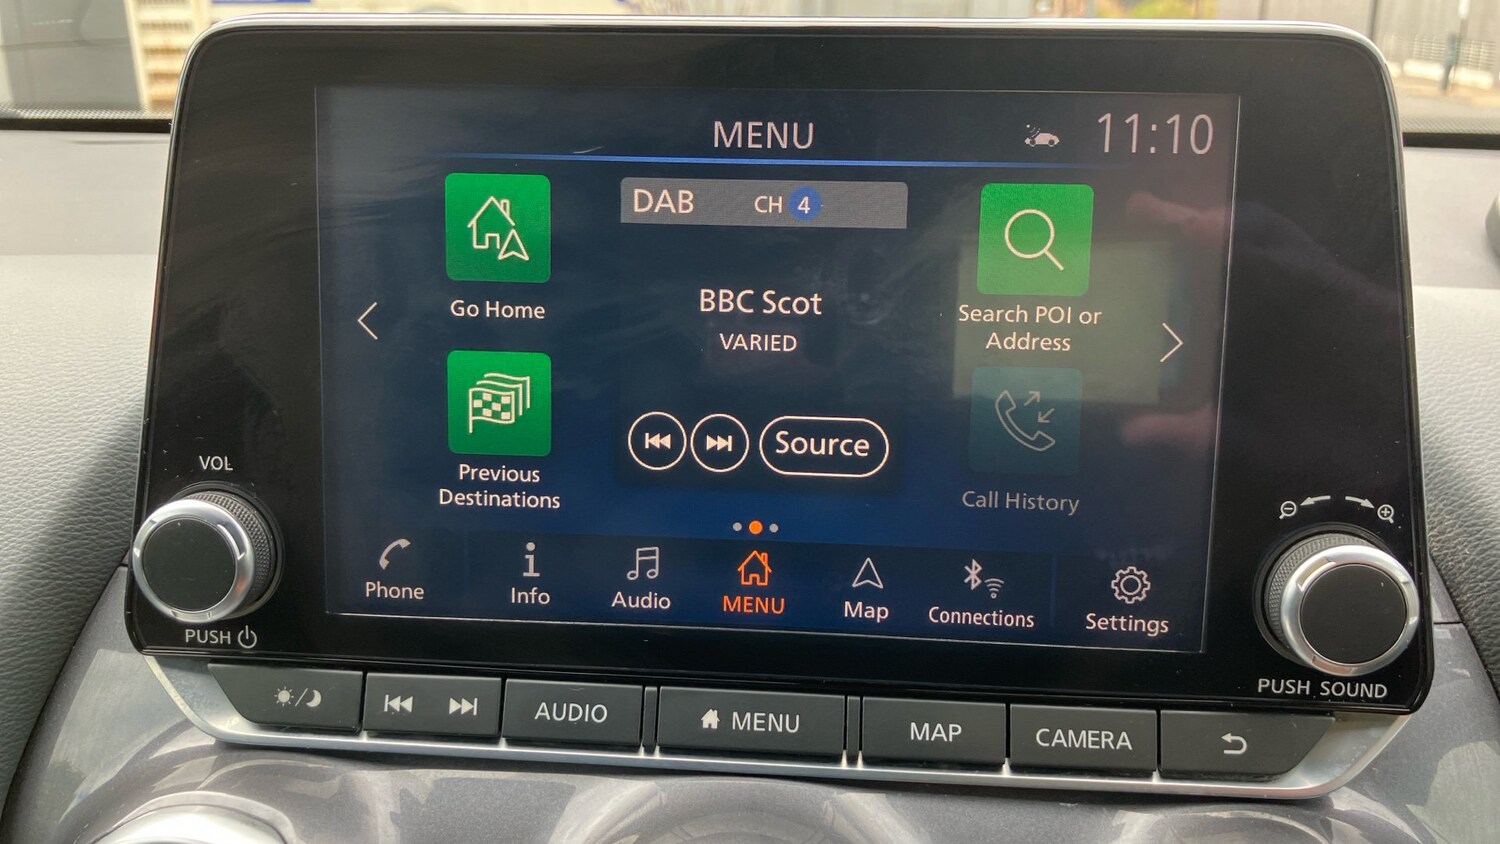 MENU
11:10
DAB CH 4
Go Home
BBC Scot
VARIED
Search POI or
Address
Previous
Destinations
Source
Call History
Phone
Info
Audio
MENU
Map
Connections
Settings
VOL
PUSH
PUSH SOUND
AUDIO
MENU
MAP
CAMERA